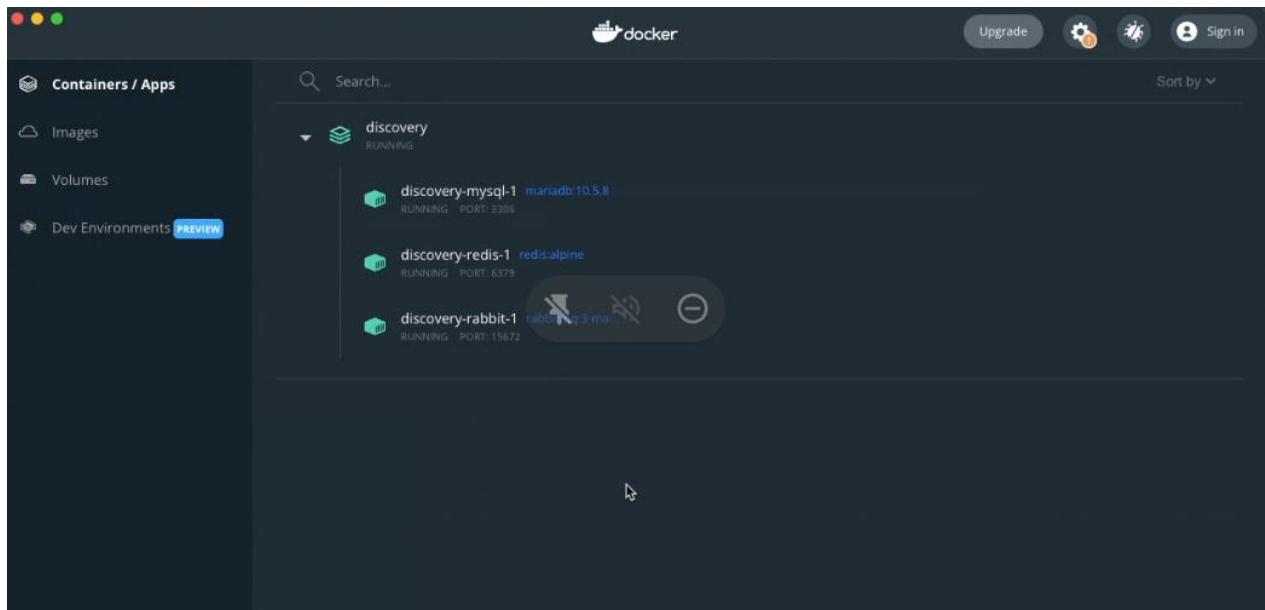 docker
Upgrade
Sign in
Containers / Apps
Images
Volumes
Dev Environments PREVIEW
Search...
Sort by
discovery
RUNNING
discovery-mysql-1 mariadb:10.5.8
RUNNING PORT: 3306
discovery-redis-1 redis:alpine
RUNNING PORT: 6379
discovery-rabbit-1
RUNNING PORT: 15672